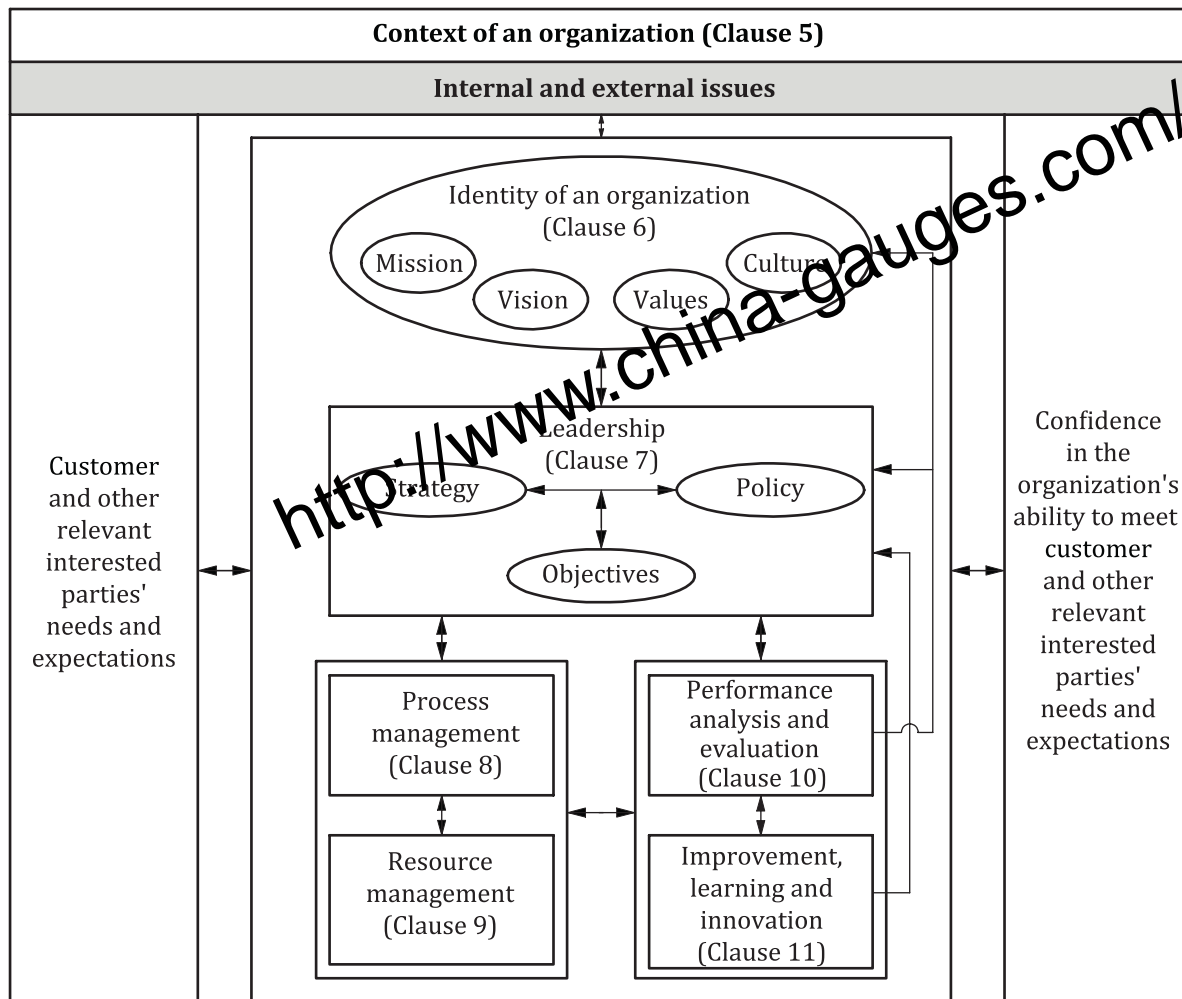 Context of an organization (Clause 5)
Internal and external issues
Customer
and other
relevant
interested
parties'
needs and
expectations
Identity of an organization
(Clause 6)
Mission
Vision
Values
Culture
Leadership
(Clause 7)
Strategy
Policy
Objectives
Process
management
(Clause 8)
Resource
management
(Clause 9)
Performance
analysis and
evaluation
(Clause 10)
Improvement,
learning and
innovation
(Clause 11)
Confidence
in the
organization's
ability to meet
customer
and other
relevant
interested
parties'
needs and
expectations
http://www.china-gauges.com/